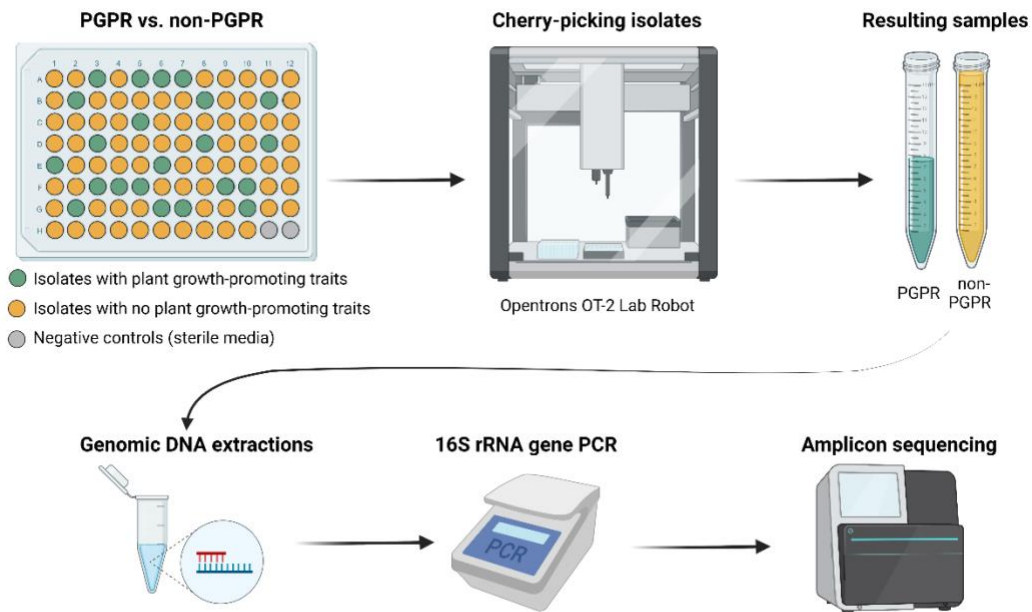 PGPR vs. non-PGPR
Cherry-picking isolates
Resulting samples
1 2 3 4 5 6 7 8 9 10 11 12
A
B
C
D
E
F
G
H
Isolates with plant growth-promoting traits
Isolates with no plant growth-promoting traits
Negative controls (sterile media)
Opentrons OT-2 Lab Robot
PGPR
non-
PGPR
Genomic DNA extractions
16S rRNA gene PCR
Amplicon sequencing
PCR